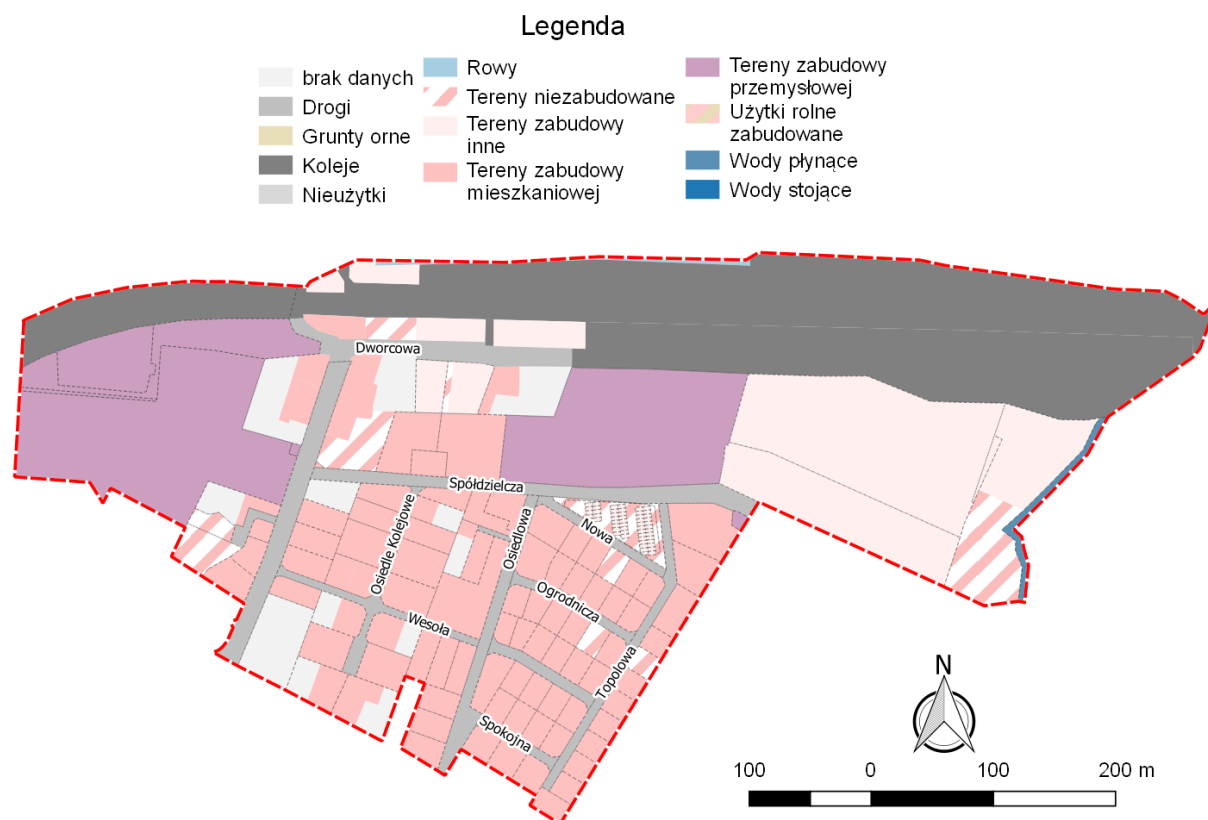 Legenda
brak danych
Drogi
Grunty orne
Koleje
Nieużytki
Rowy
Tereny niezabudowane
Tereny zabudowy
inne
Tereny zabudowy
mieszkaniowej
Tereny zabudowy
przemysłowej
Użytki rolne
zabudowane
Wody płynące
Wody stojące
Dworcowa
Spółdzielcza
Osiedle Kolejowe
Osiedlowa
Nowa
Ogrodnicza
Wesoła
Topolowa
Spokojna
N
100 0 100 200 m